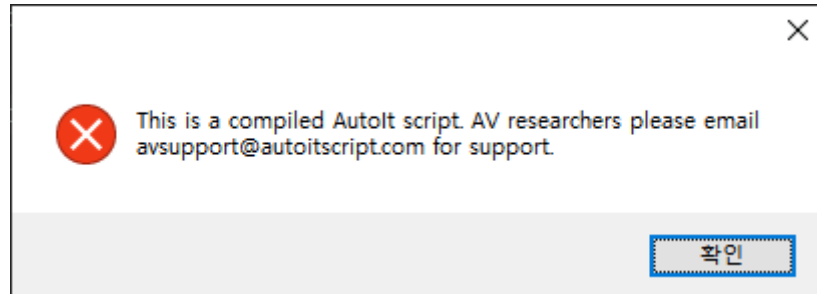 This is a compiled AutoIt script. AV researchers please email
avsupport@autoitscript.com for support.
확인